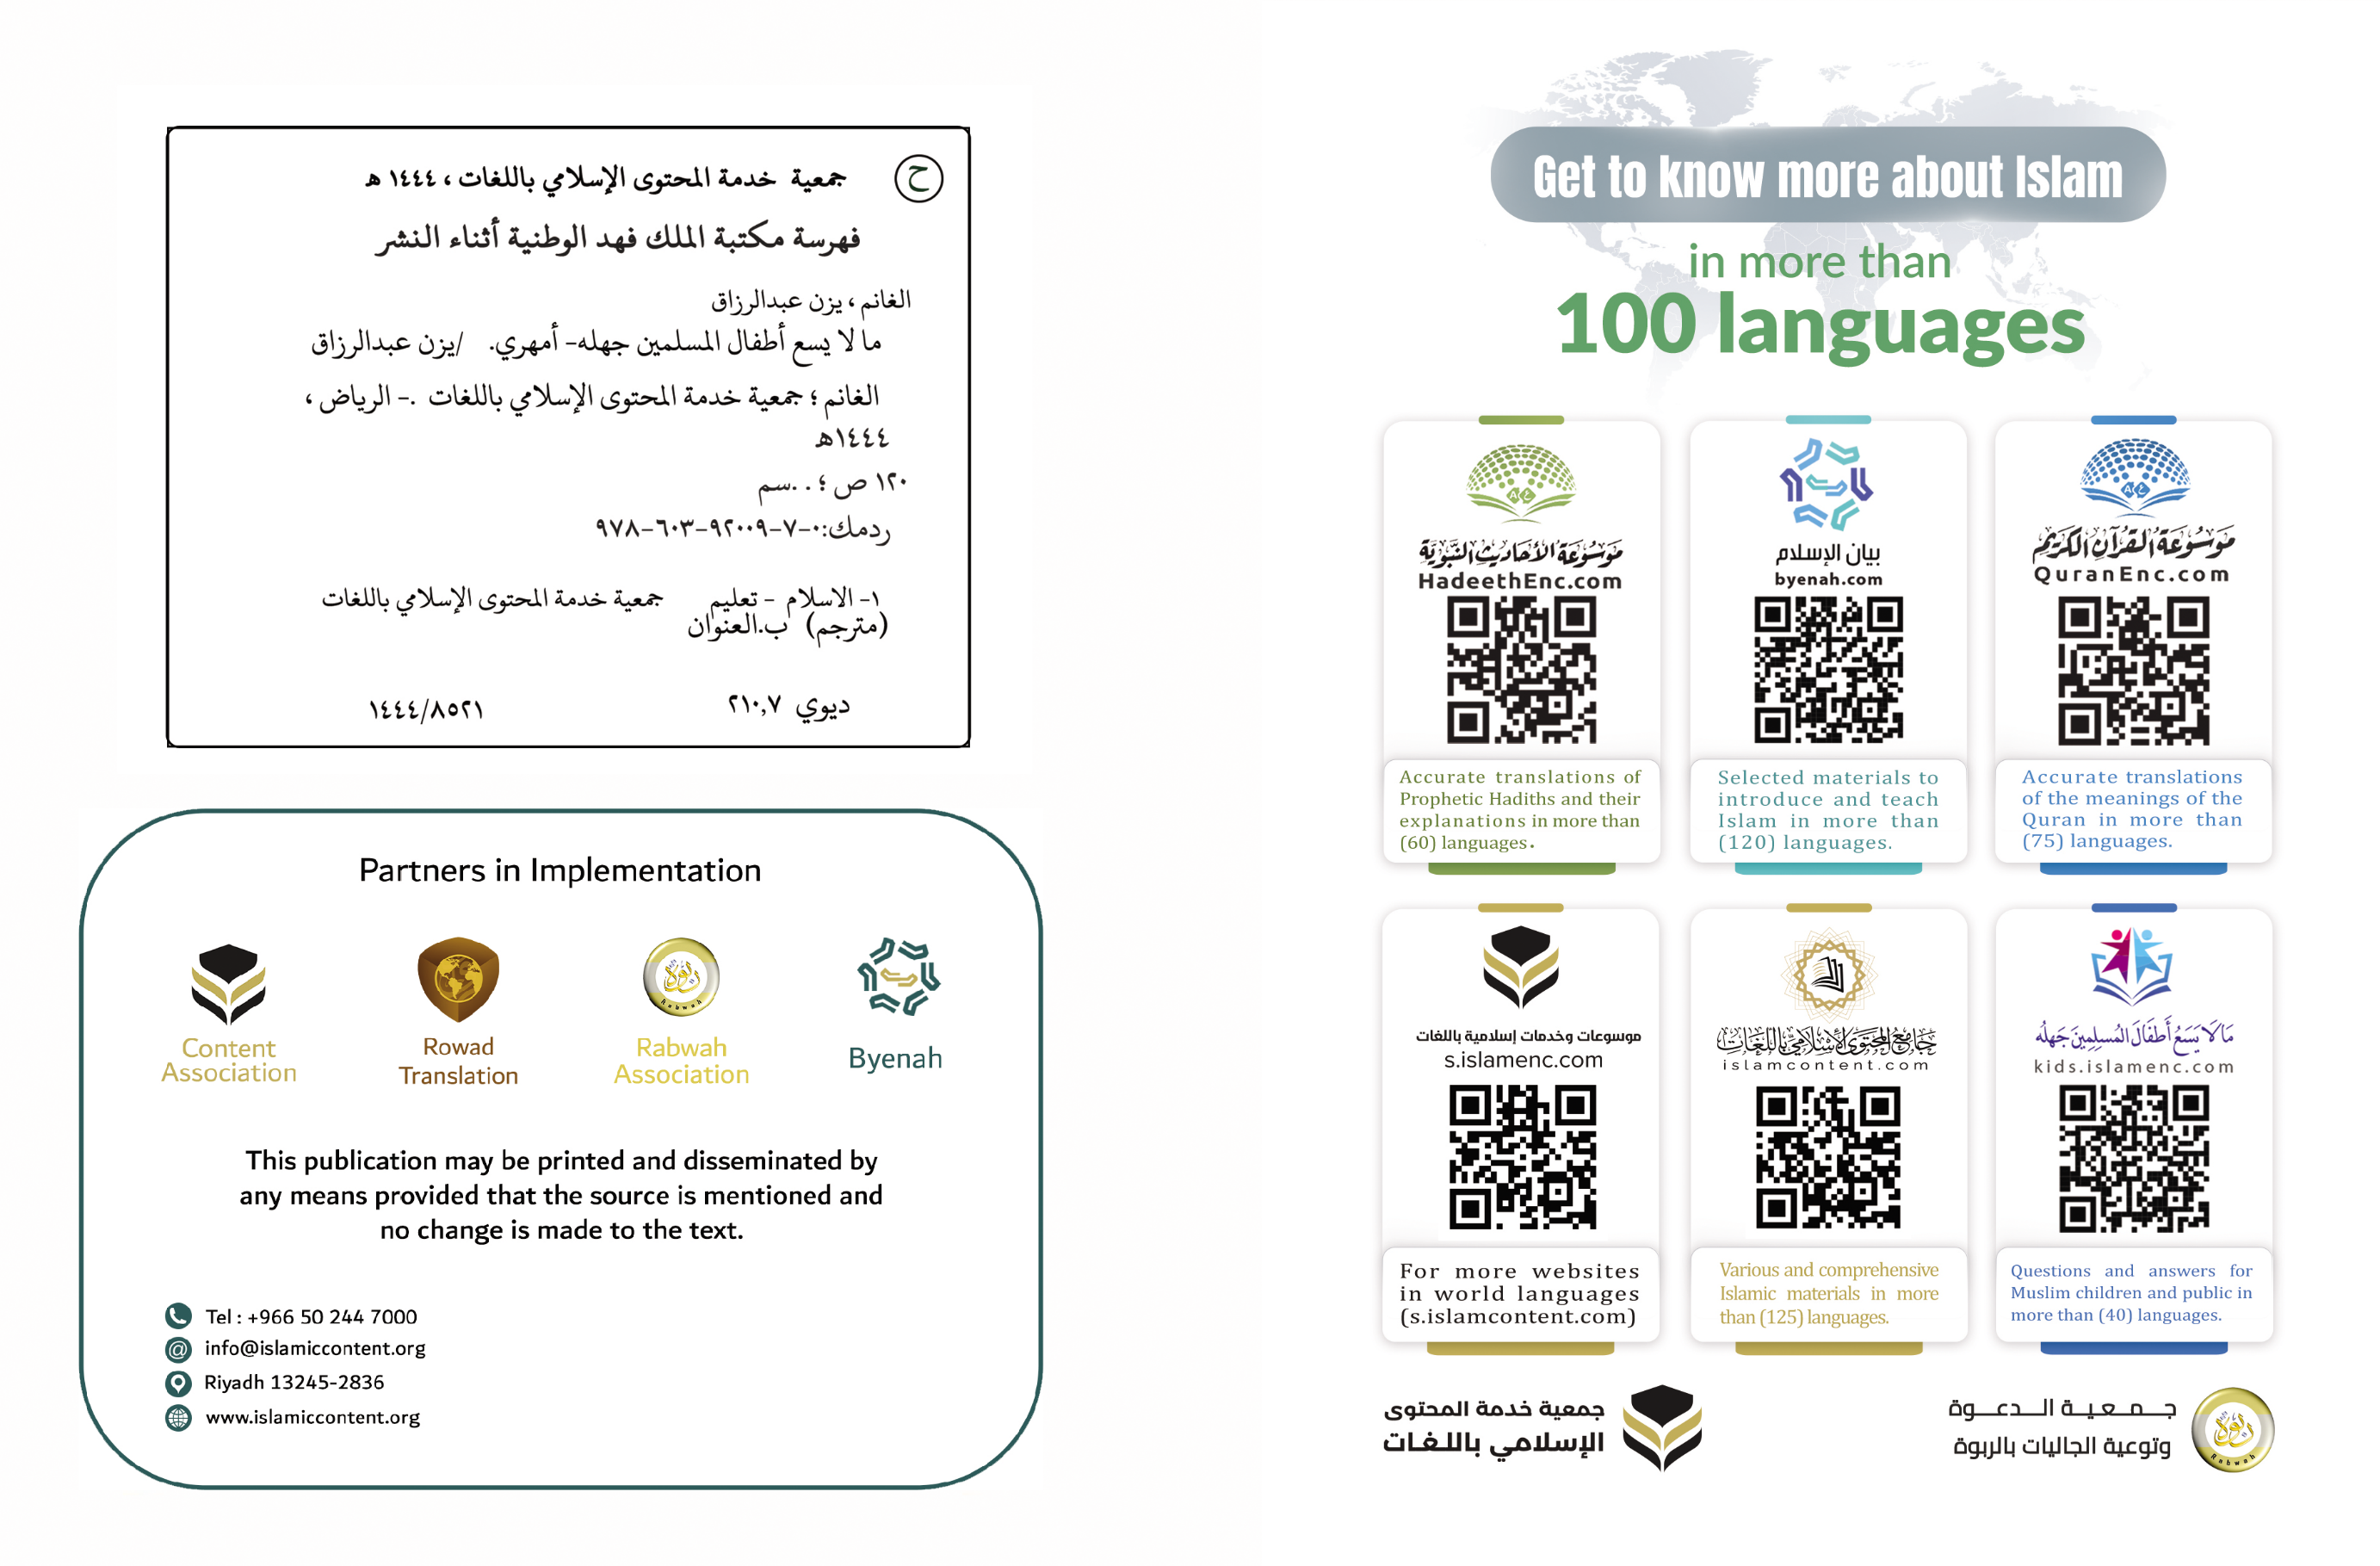 ح
جمعية خدمة المحتوى الإسلامي باللغات ، ١٤٤٤ هـ
فهرسة مكتبة الملك فهد الوطنية أثناء النشر
الغانم ، يزن عبدالرزاق
ما لا يسع أطفال المسلمين جهله- أمهري. /يزن عبدالرزاق
الغانم ؛ جمعية خدمة المحتوى الإسلامي باللغات .- الرياض ،
١٤٤٤هـ
١٢٠ ص ؛ ..سم
ردمك:٠-٧-٩٢٠٠٩-٦٠٣-٩٧٨
١- الاسلام - تعليم جمعية خدمة المحتوى الإسلامي باللغات
(مترجم) ب.العنوان
ديوي ٢١٠,٧ ١٤٤٤/٨٥٢١
Partners in Implementation
Content
Association
Rowad
Translation
Rabwah
Rabwah
Association
Byenah
This publication may be printed and disseminated by
any means provided that the source is mentioned and
no change is made to the text.
Tel : +966 50 244 7000
info@islamiccontent.org
Riyadh 13245-2836
www.islamiccontent.org
Get to know more about Islam
in more than
100 languages
موسوعة الأحاديث النبوية
HadeethEnc.com
Accurate translations of
Prophetic Hadiths and their
explanations in more than
(60) languages.
بيان الإسلام
byenah.com
Selected materials to
introduce and teach
Islam in more than
(120) languages.
موسوعة القرآن الكريم
QuranEnc.com
Accurate translations
of the meanings of the
Quran in more than
(75) languages.
موسوعات وخدمات إسلامية باللغات
s.islamenc.com
For more websites
in world languages
(s.islamcontent.com)
جامع المحتوى الإسلامي باللغات
islamcontent.com
Various and comprehensive
Islamic materials in more
than (125) languages.
مَا لَا يَسَعُ أَطفَالَ المُسلِمِينَ جَهلُه
kids.islamenc.com
Questions and answers for
Muslim children and public in
more than (40) languages.
جمعية خدمة المحتوى
الإسلامي باللغات
جـمـعـيـة الـدعـوة
وتوعية الجاليات بالربوة
Rabwah